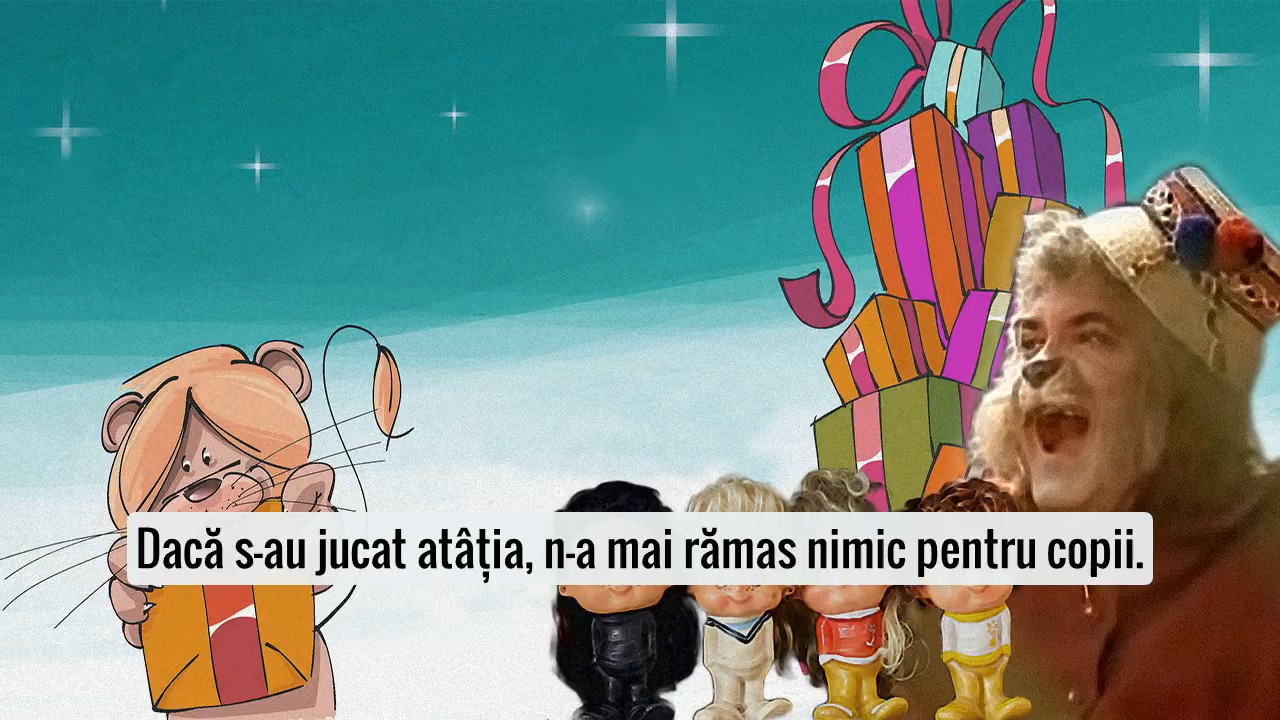 Dacă s-au jucat atâția, n-a mai rămas nimic pentru copii.